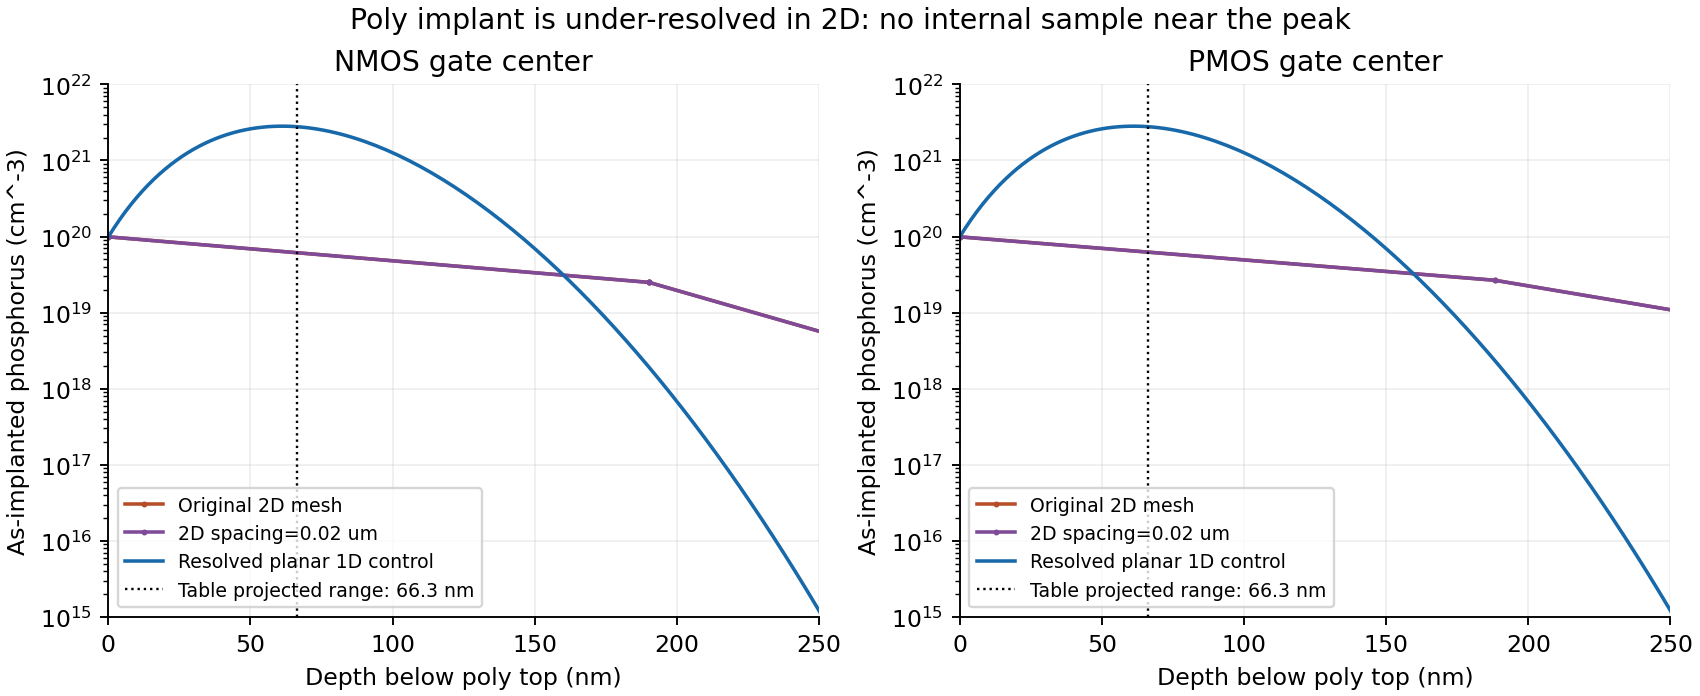 Poly implant is under-resolved in 2D: no internal sample near the peak
NMOS gate center
As-implanted phosphorus (cm^-3)
10^22
10^21
10^20
10^19
10^18
10^17
10^16
10^15
Original 2D mesh
2D spacing=0.02 um
Resolved planar 1D control
Table projected range: 66.3 nm
0 50 100 150 200 250
Depth below poly top (nm)
PMOS gate center
As-implanted phosphorus (cm^-3)
10^22
10^21
10^20
10^19
10^18
10^17
10^16
10^15
Original 2D mesh
2D spacing=0.02 um
Resolved planar 1D control
Table projected range: 66.3 nm
0 50 100 150 200 250
Depth below poly top (nm)